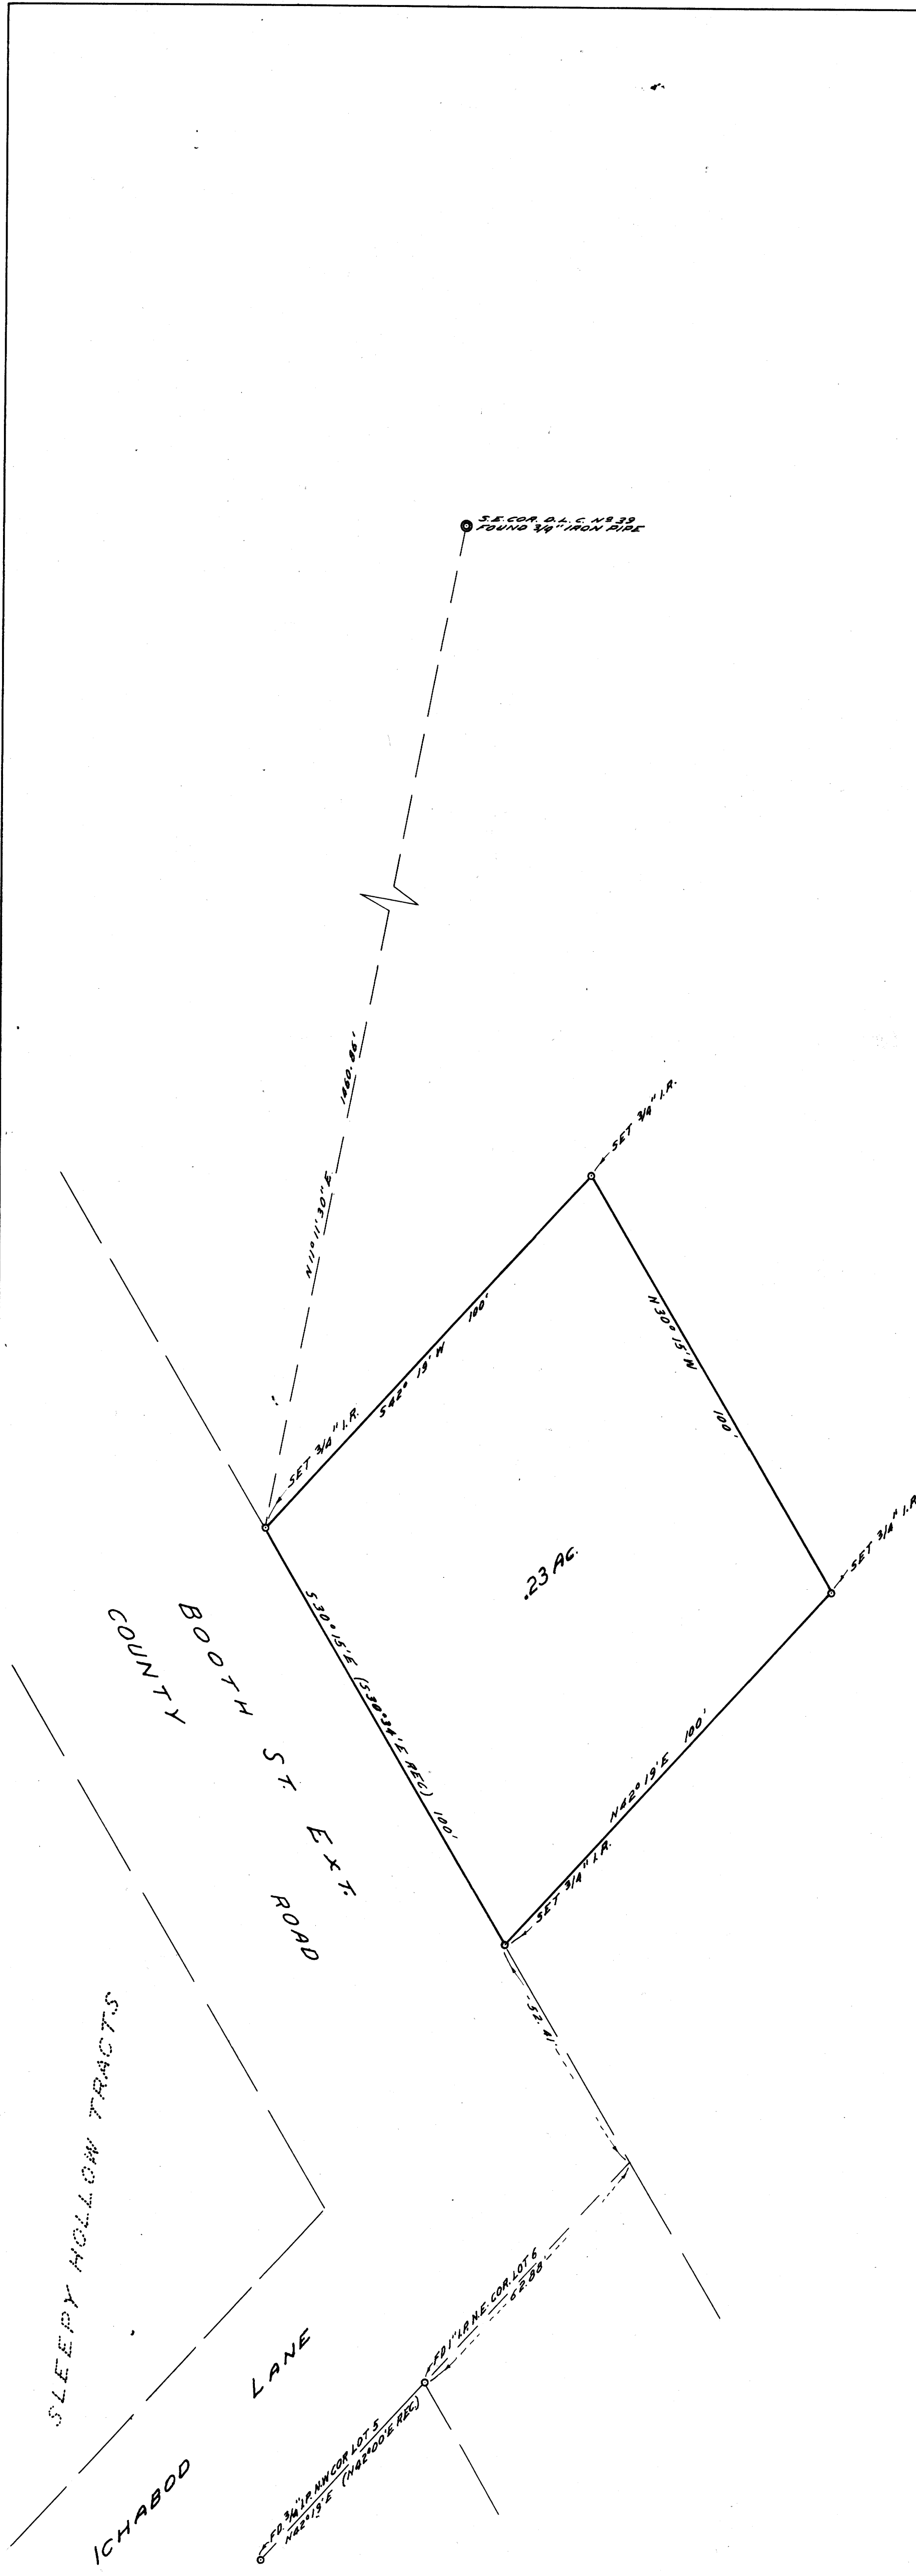 S.E. COR. D.L.C. Nº 39
FOUND 3/4" IRON PIPE
1460.86'
N 11° 11' 30" E
SET 3/4" I.R.
S 42° 19' W 100'
SET 3/4" I.R.
N 30° 15' W 100'
.23 AC.
SET 3/4" I.R.
S 30° 15' E (S 30° 34' E REC.) 100'
N 42° 19' E 100'
SET 3/4" I.R.
BOOTH ST. EXT.
COUNTY ROAD
52.41'
SLEEPY HOLLOW TRACTS
FD 1" I.P. N.E. COR. LOT 6
62.88'
ICHABOD LANE
FD. 3/4" I.P. N.W. COR LOT 5
N 42° 19' E (N 42° 00' E REC.)